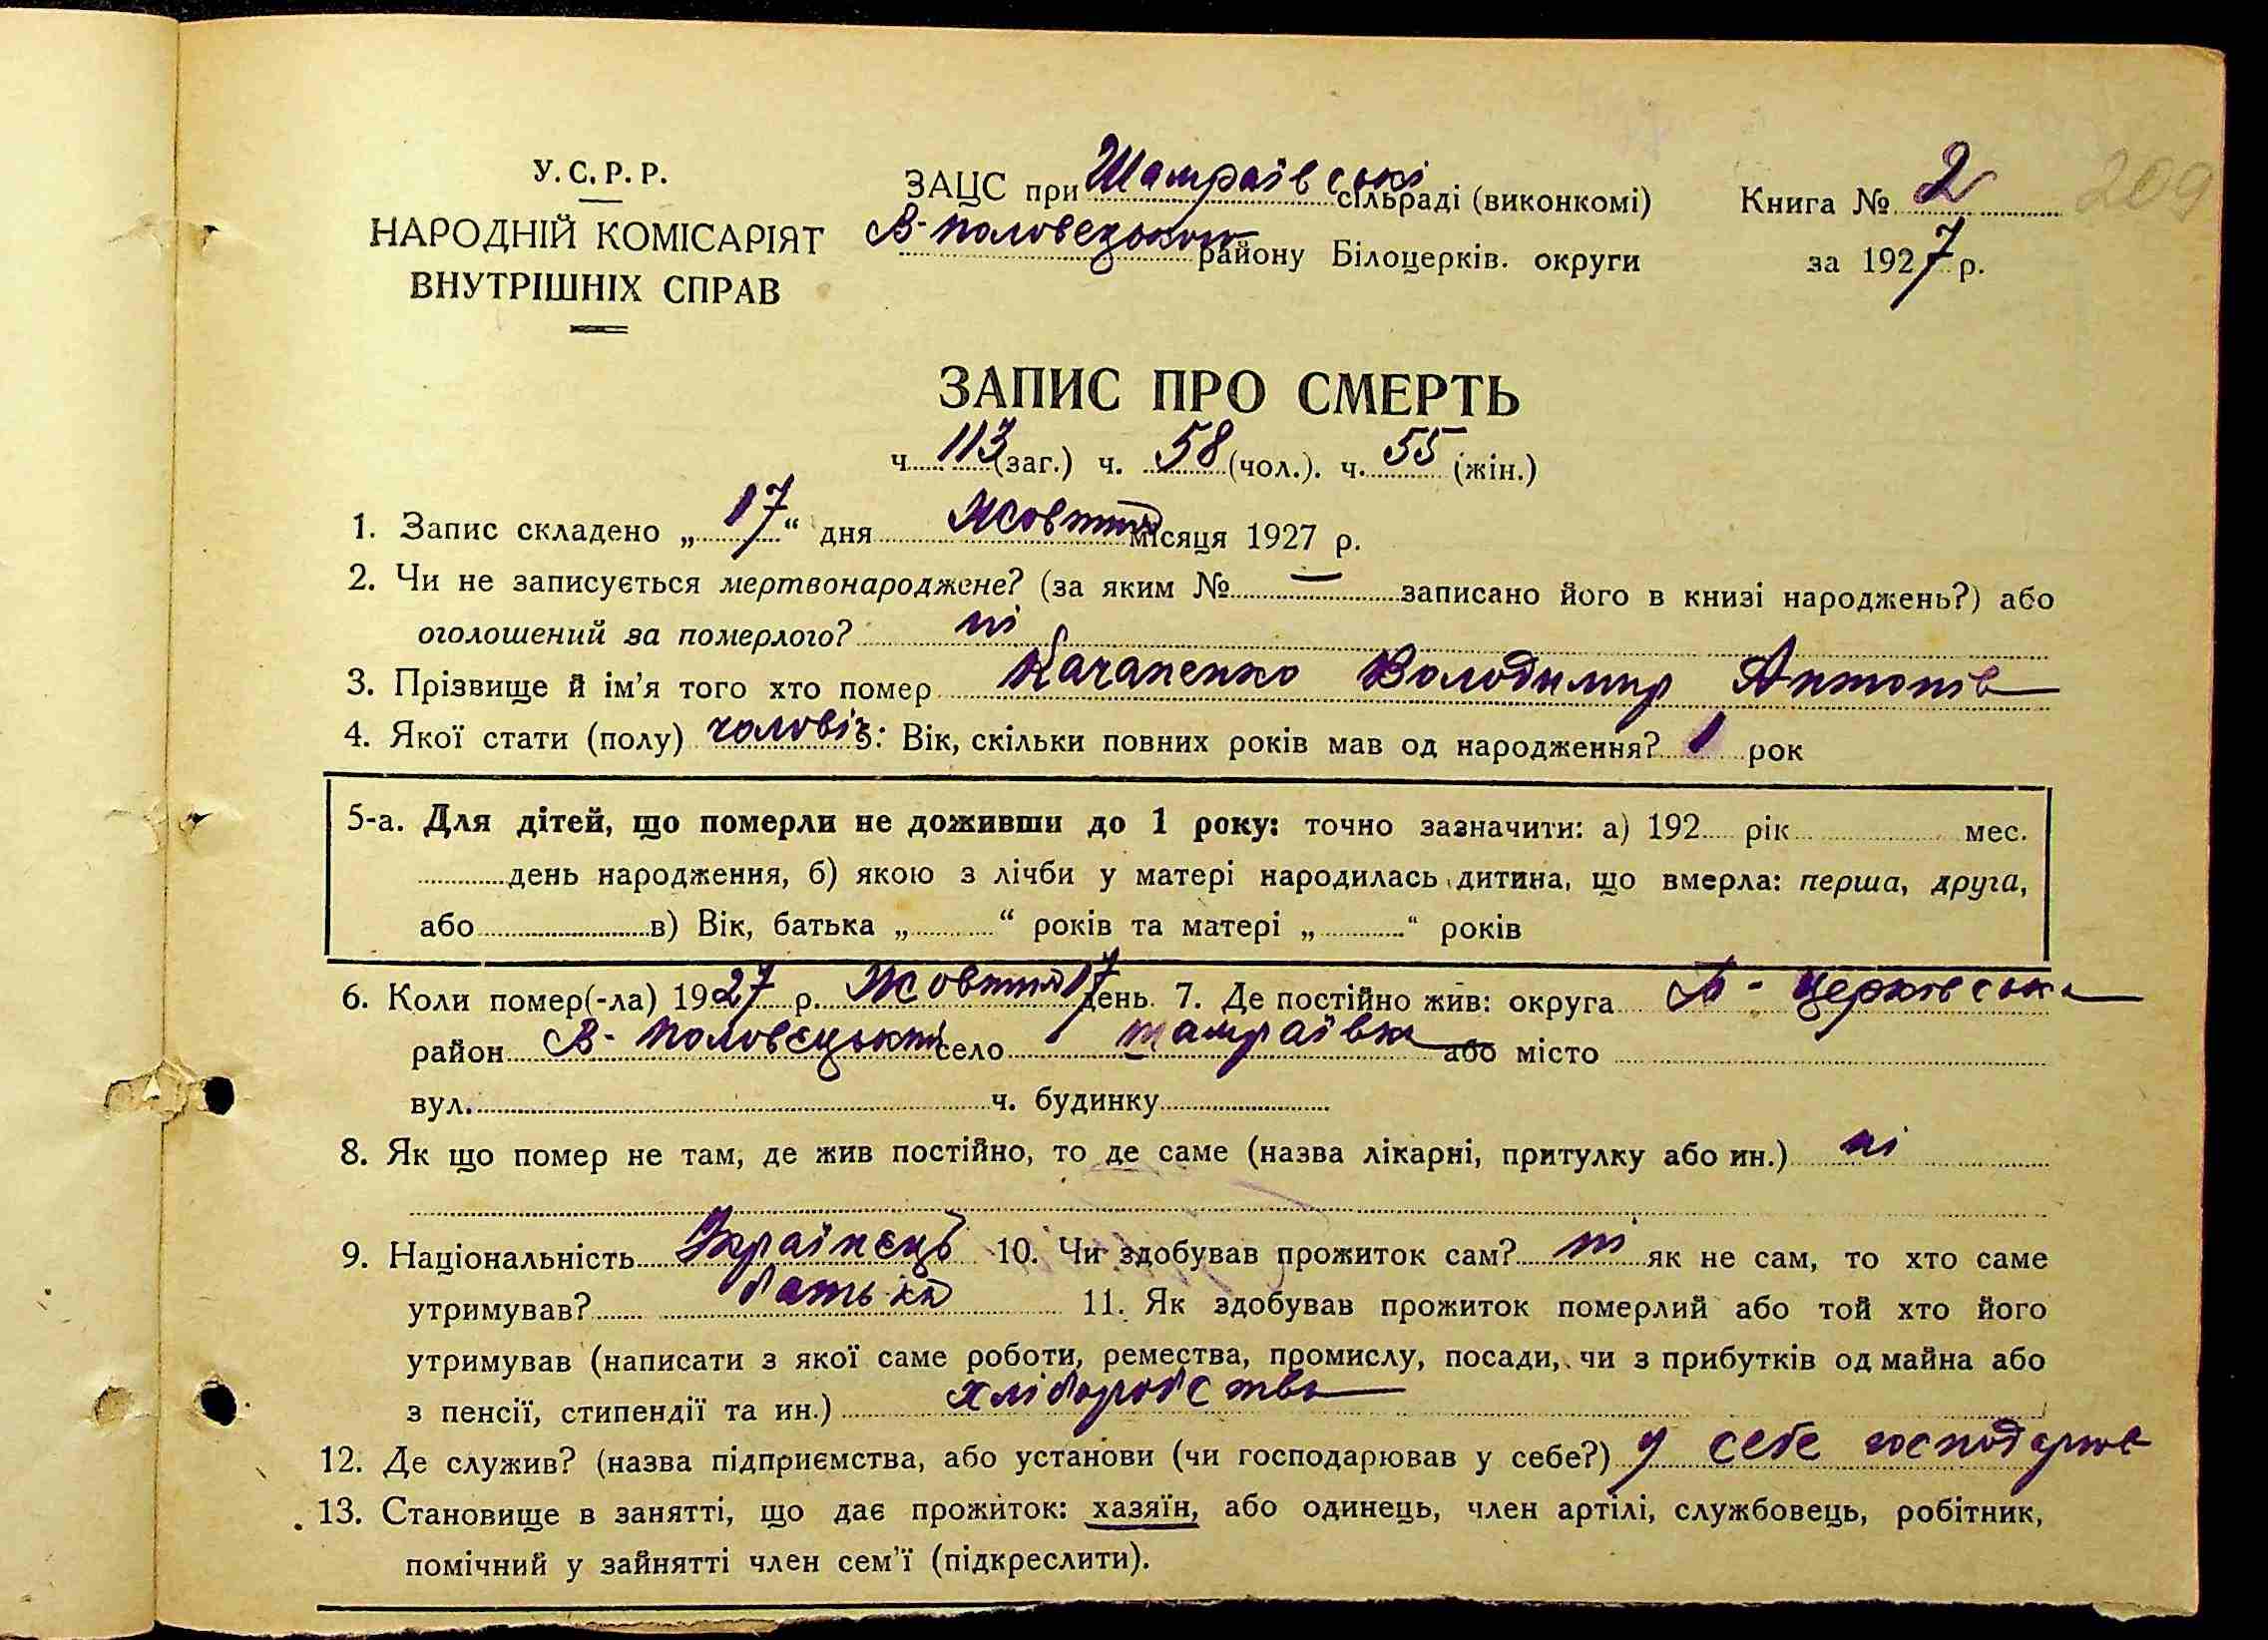 209
У.С.Р.Р.
НАРОДНІЙ КОМІСАРІЯТ
ВНУТРІШНІХ СПРАВ
ЗАЦС при Шамраївські сільраді (виконкомі)
В-Половецького району Білоцерків. округи
Книга № 2
за 1927 р.
ЗАПИС ПРО СМЕРТЬ
ч. 113 (заг.) ч. 58 (чол.). ч. 55 (жін.)
1. Запис складено „17“ дня Жовтня місяця 1927 р.
2. Чи не записується мертвонароджене? (за яким № — записано його в книзі народжень?) або
оголошений за померлого? ні
3. Прізвище й ім'я того хто помер Качаненко Володимир Антонів
4. Якої стати (полу) чоловіч: Вік, скільки повних років мав од народження? 1 рок
5-а. Для дітей, що померли не доживши до 1 року: точно зазначити: а) 192 рік мес.
день народження, б) якою з лічби у матері народилась дитина, що вмерла: перша, друга,
або в) Вік, батька „ “ років та матері „ “ років
6. Коли помер(-ла) 1927 р. Жовтня 17 день. 7. Де постійно жив: округа Б-Церківська
район В-Половецький село Шамраївка або місто
вул. ч. будинку
8. Як що помер не там, де жив постійно, то де саме (назва лікарні, притулку або ин.) ні
9. Національність Українець 10. Чи здобував прожиток сам? ні як не сам, то хто саме
утримував? батько 11. Як здобував прожиток померлий або той хто його
утримував (написати з якої саме роботи, ремества, промислу, посади, чи з прибутків од майна або
з пенсії, стипендії та ин.) хліборобство
12. Де служив? (назва підприємства, або установи (чи господарював у себе?) у себе господарюв
13. Становище в занятті, що дає прожиток: хазяїн, або одинець, член артілі, службовець, робітник,
помічний у зайнятті член сем'ї (підкреслити).